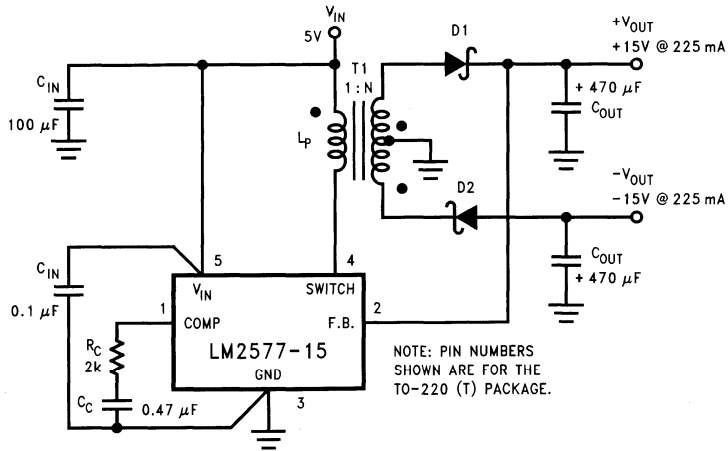 V_IN
5V
D1
+V_OUT
+15V @ 225 mA
T1
1 : N
C_IN
100 μF
L_P
+ 470 μF
C_OUT
D2
-V_OUT
-15V @ 225 mA
C_IN
0.1 μF
5
4
V_IN
SWITCH
C_OUT
+ 470 μF
1
COMP
F.B.
2
R_C
2k
LM2577-15
GND
3
C_C
0.47 μF
NOTE: PIN NUMBERS
SHOWN ARE FOR THE
TO-220 (T) PACKAGE.